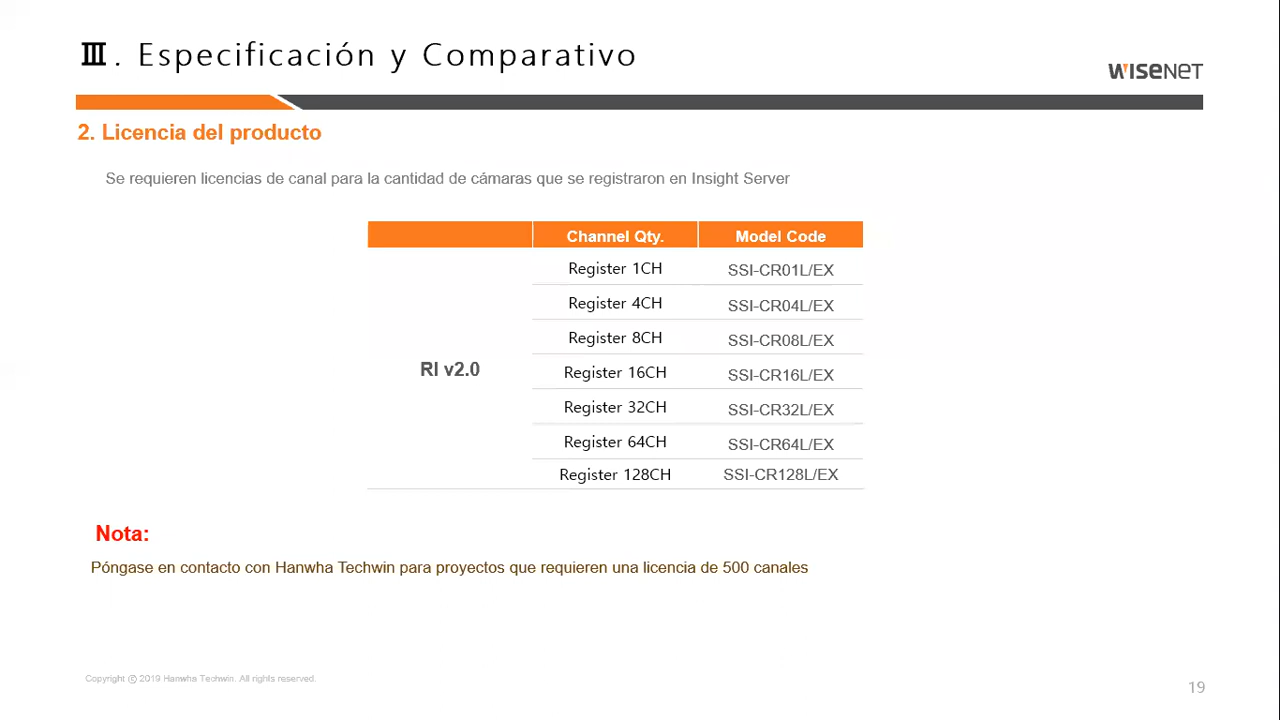 Ⅲ. Especificación y Comparativo
WISENET
2. Licencia del producto
Se requieren licencias de canal para la cantidad de cámaras que se registraron en Insight Server
Channel Qty. Model Code
Register 1CH SSI-CR01L/EX
Register 4CH SSI-CR04L/EX
Register 8CH SSI-CR08L/EX
RI v2.0
Register 16CH SSI-CR16L/EX
Register 32CH SSI-CR32L/EX
Register 64CH SSI-CR64L/EX
Register 128CH SSI-CR128L/EX
Nota:
Póngase en contacto con Hanwha Techwin para proyectos que requieren una licencia de 500 canales
Copyright ⓒ 2019 Hanwha Techwin. All rights reserved.
19